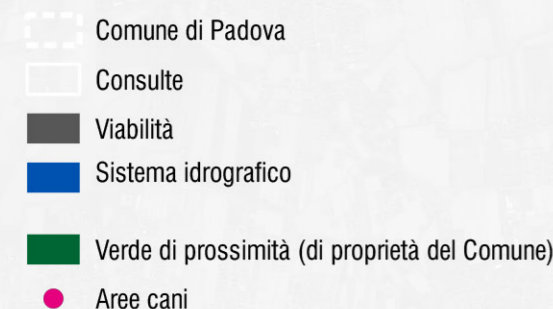 Comune di Padova
Consulte
Viabilità
Sistema idrografico
Verde di prossimità (di proprietà del Comune)
Aree cani